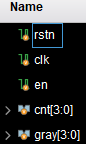 Name
rstn
clk
en
cnt[3:0]
gray[3:0]